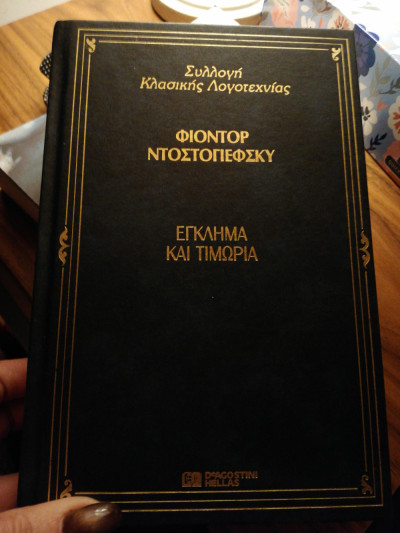 Συλλογή
Κλασικής Λογοτεχνίας
ΦΙΟΝΤΟΡ
ΝΤΟΣΤΟΓΙΕΦΣΚΥ
ΕΓΚΛΗΜΑ
ΚΑΙ ΤΙΜΩΡΙΑ
DEAGOSTINI
HELLAS